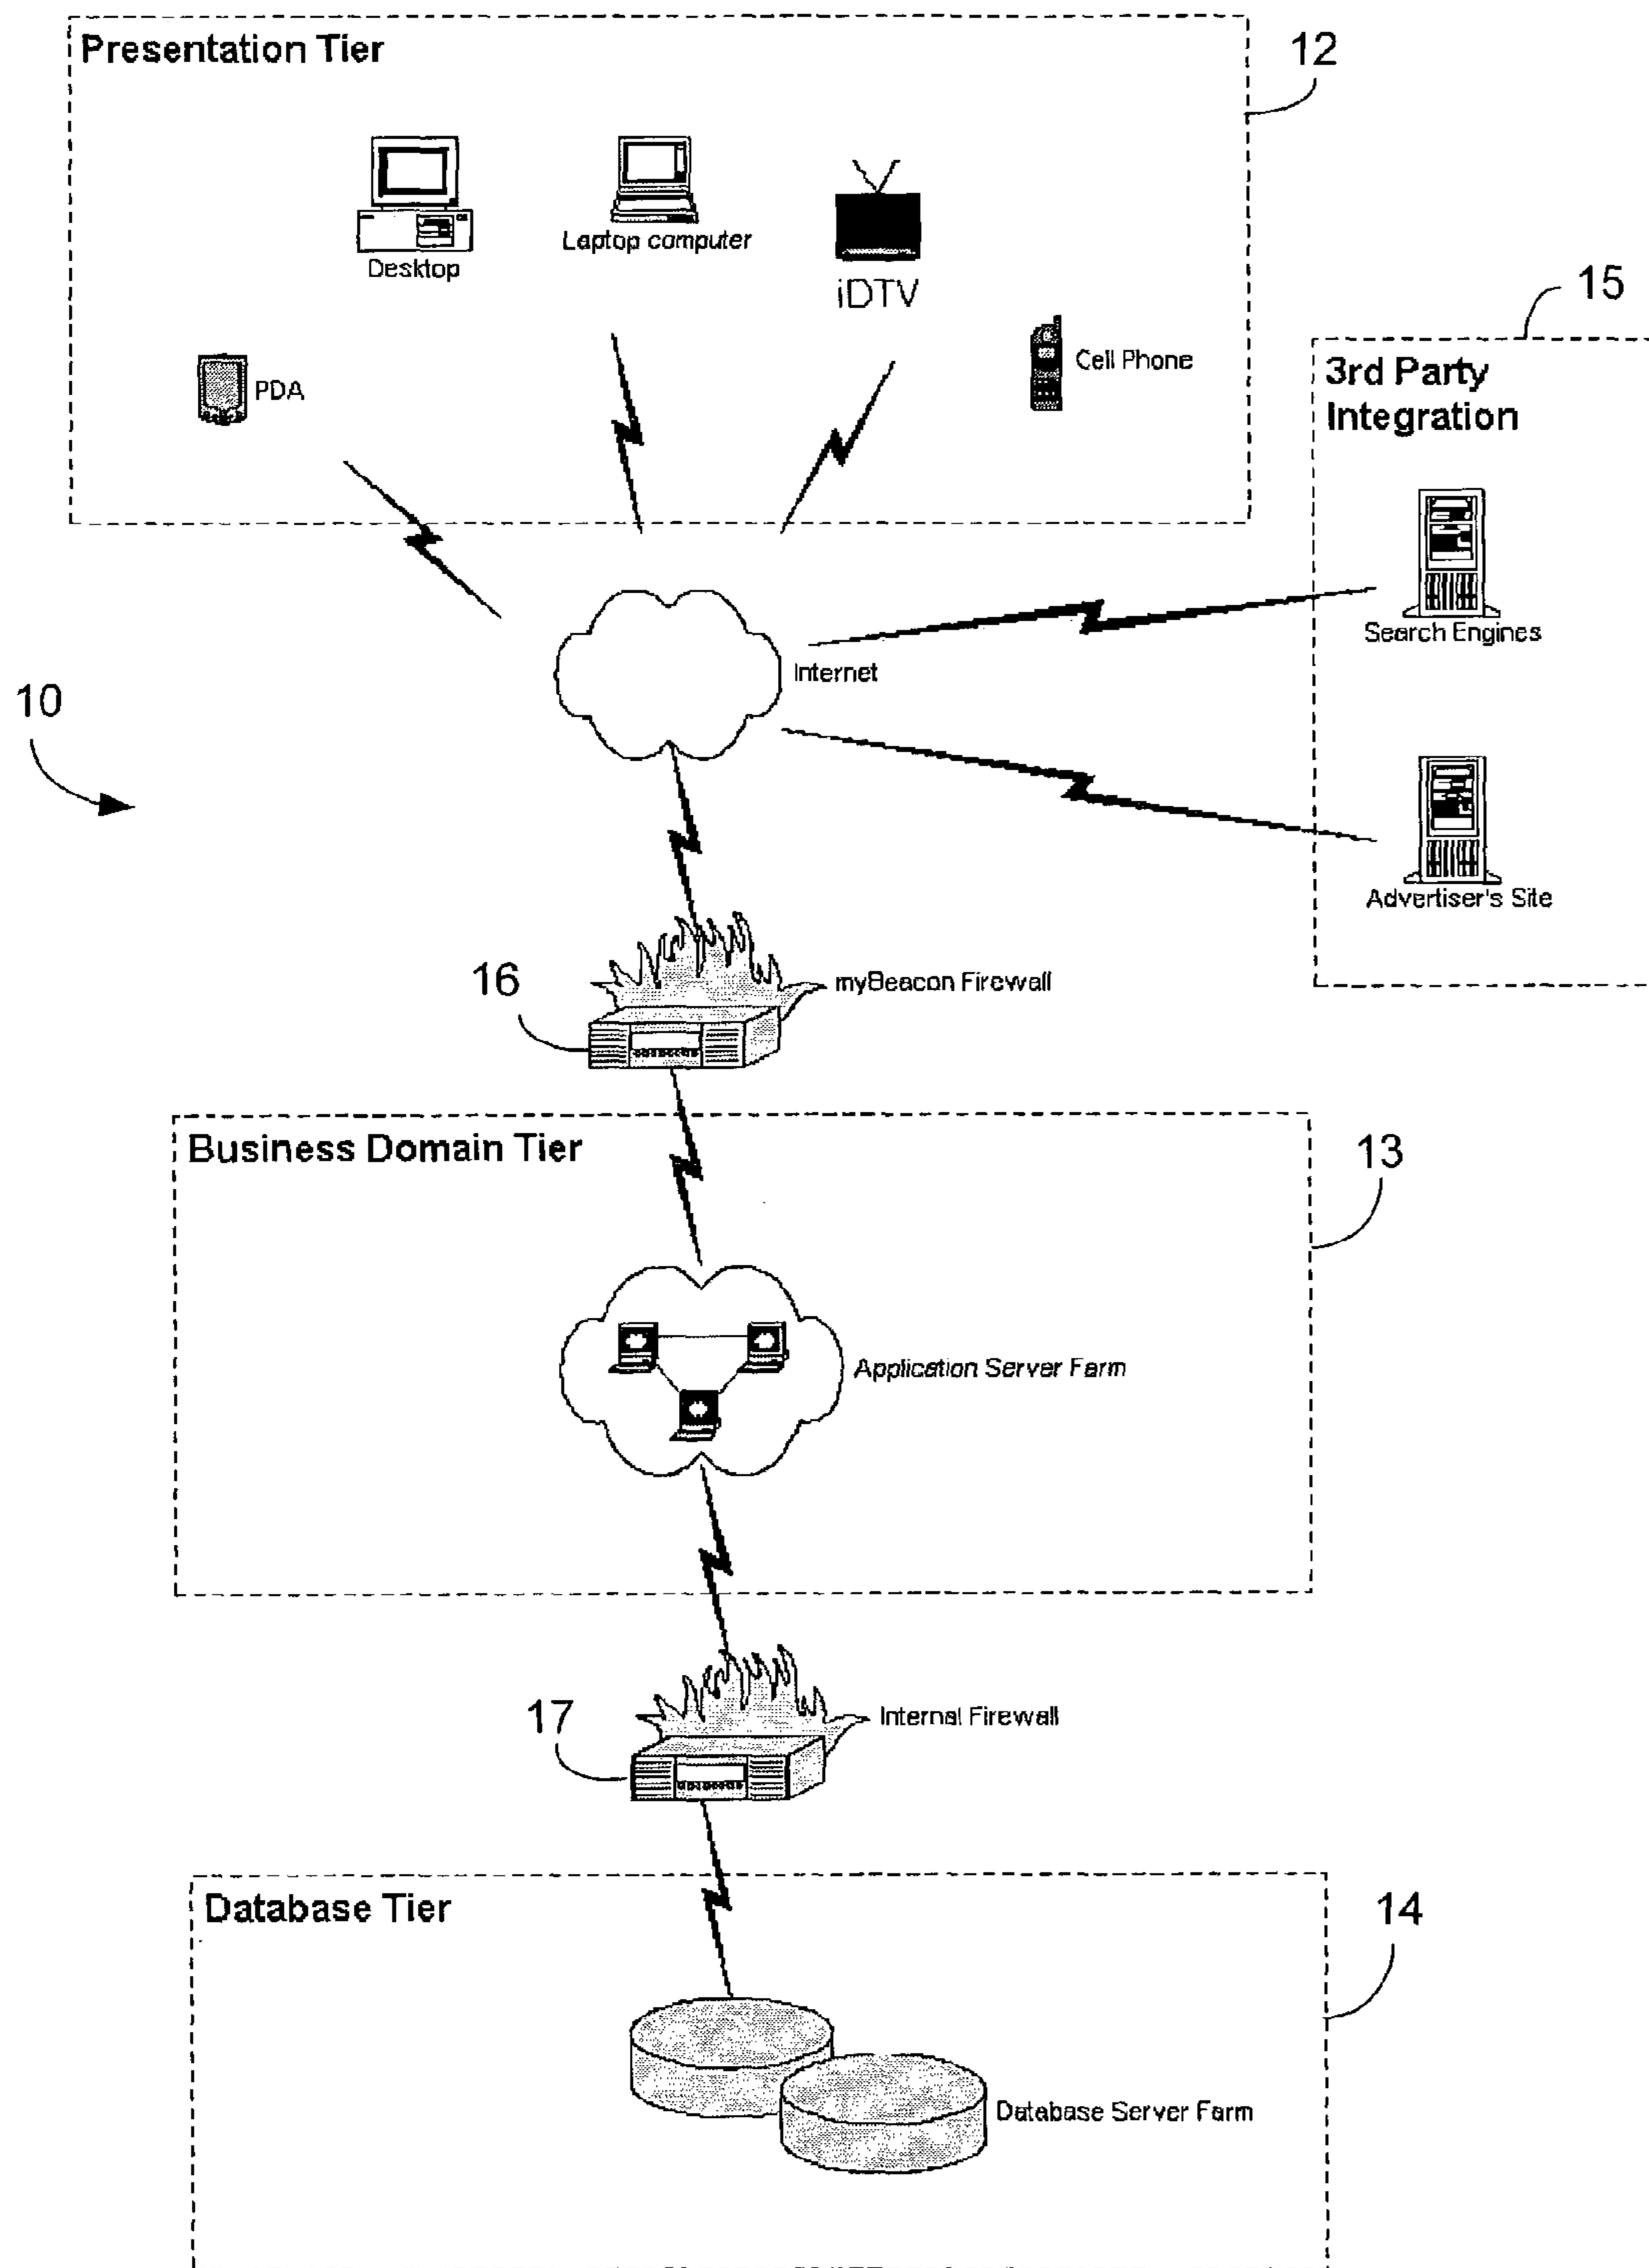 Presentation Tier
12
Desktop
Laptop computer
iDTV
PDA
Cell Phone
15
3rd Party
Integration
Search Engines
Internet
10
Advertiser's Site
16
myBeacon Firewall
Business Domain Tier
13
Application Server Farm
17
Internal Firewall
Database Tier
14
Database Server Farm